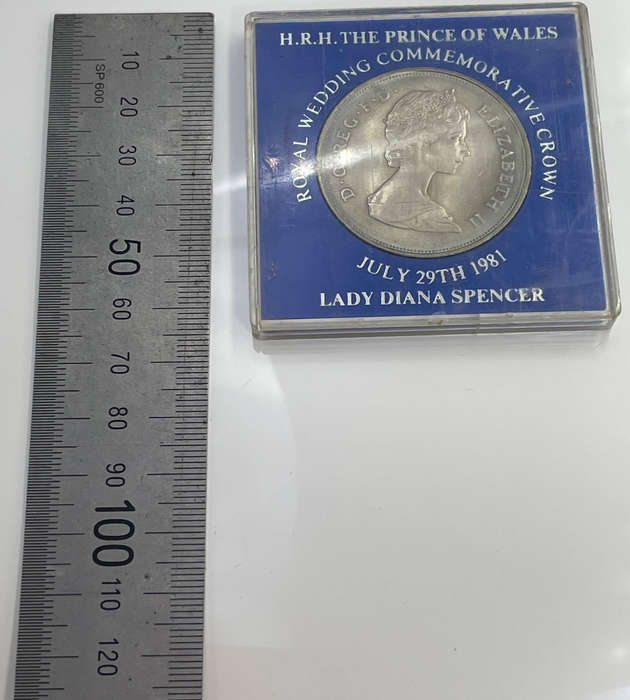 10
SP600I
20
30
40
50
60
70
80
90
100
110
120
H.R.H. THE PRINCE OF WALES
ROYAL WEDDING COMMEMORATIVE CROWN
D·G·REG·F·D·
ELIZABETH II
JULY 29TH 1981
LADY DIANA SPENCER